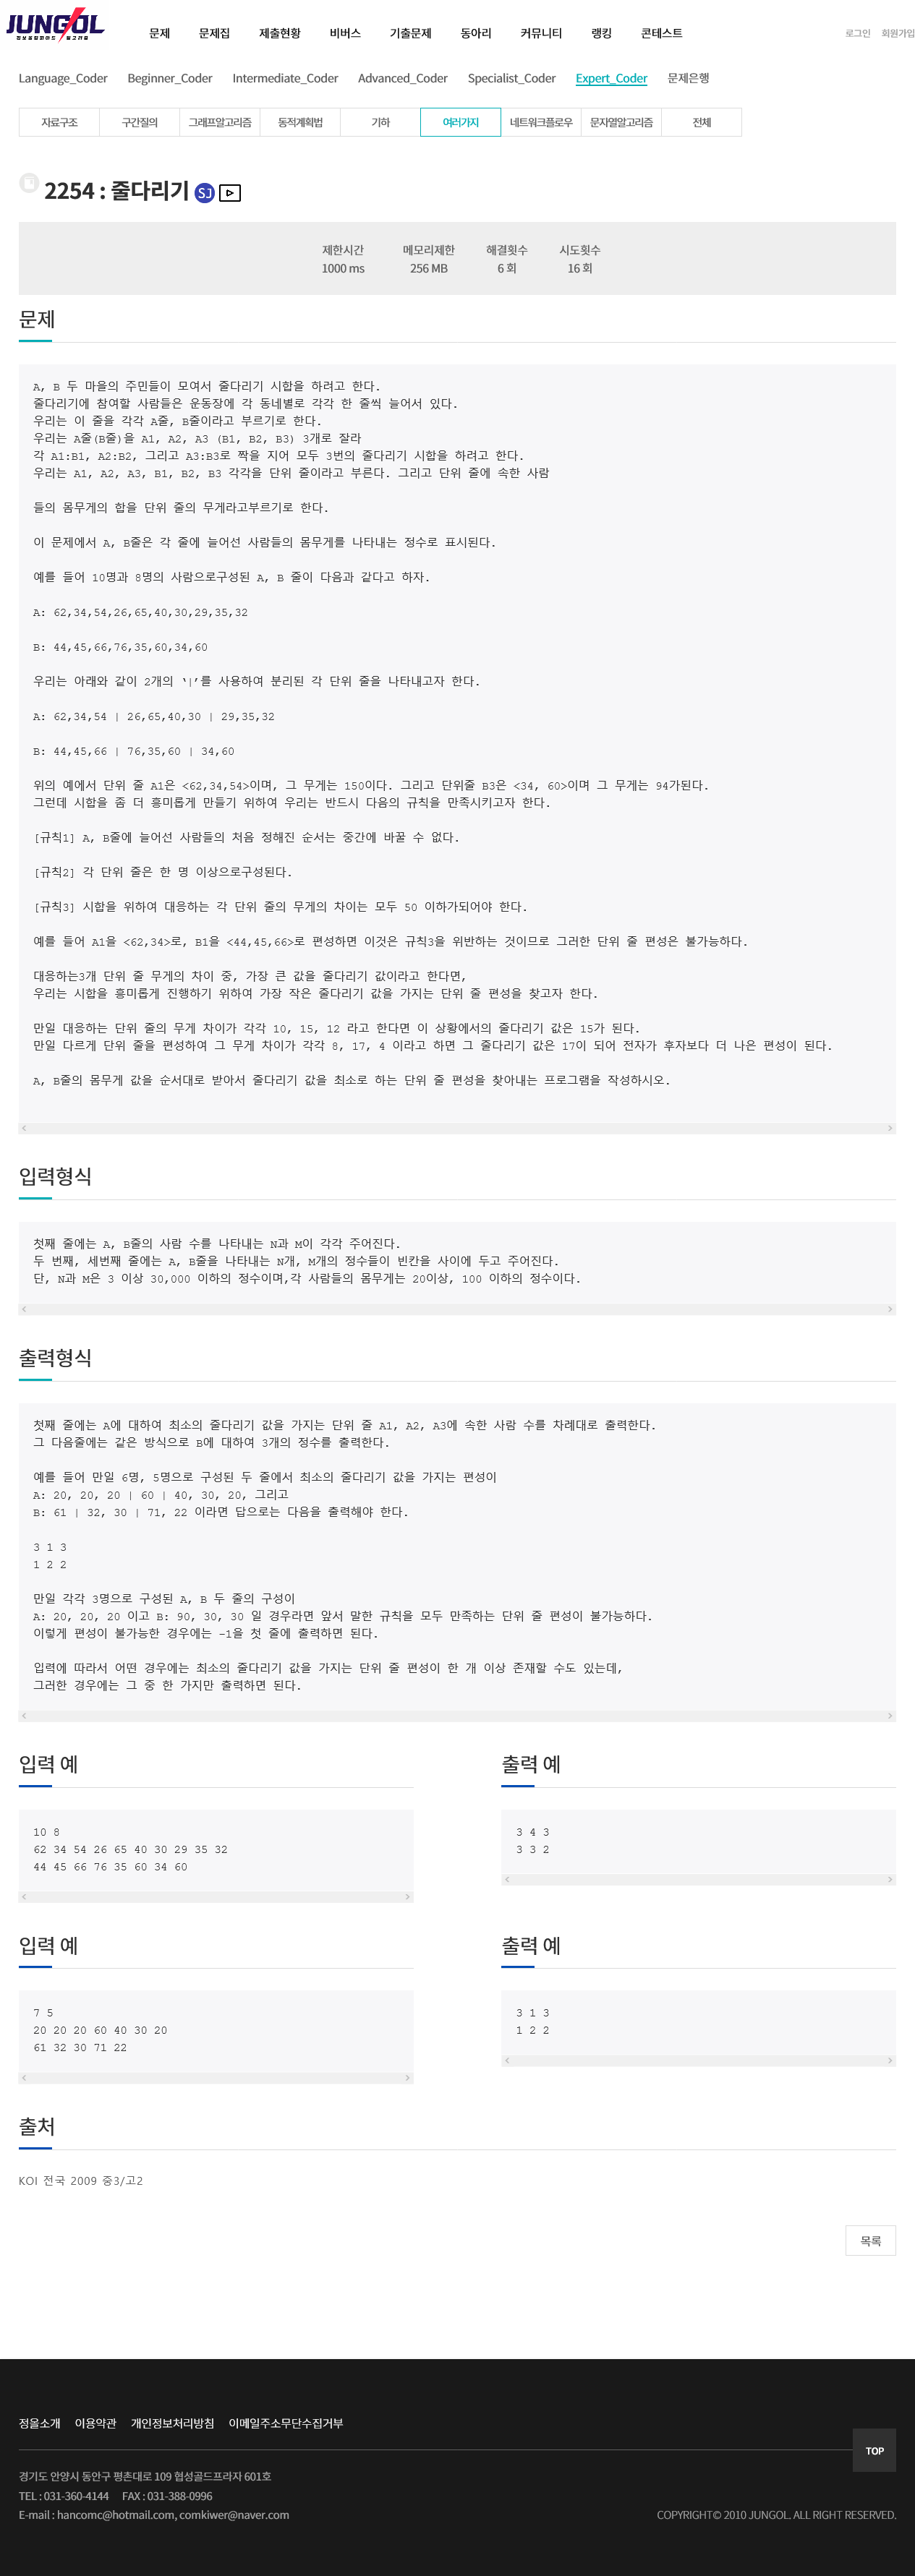 JUNGOL
정보올림피아드 / 알고리즘
문제 문제집 제출현황 비버스 기출문제 동아리 커뮤니티 랭킹 콘테스트
로그인 회원가입
Language_Coder Beginner_Coder Intermediate_Coder Advanced_Coder Specialist_Coder Expert_Coder 문제은행
자료구조 구간질의 그래프알고리즘 동적계획법 기하 여러가지 네트워크플로우 문자열알고리즘 전체
2254 : 줄다리기 SJ
제한시간 메모리제한 해결횟수 시도횟수
1000 ms 256 MB 6 회 16 회
문제
A, B 두 마을의 주민들이 모여서 줄다리기 시합을 하려고 한다.
줄다리기에 참여할 사람들은 운동장에 각 동네별로 각각 한 줄씩 늘어서 있다.
우리는 이 줄을 각각 A줄, B줄이라고 부르기로 한다.
우리는 A줄(B줄)을 A1, A2, A3 (B1, B2, B3) 3개로 잘라
각 A1:B1, A2:B2, 그리고 A3:B3로 짝을 지어 모두 3번의 줄다리기 시합을 하려고 한다.
우리는 A1, A2, A3, B1, B2, B3 각각을 단위 줄이라고 부른다. 그리고 단위 줄에 속한 사람
들의 몸무게의 합을 단위 줄의 무게라고부르기로 한다.
이 문제에서 A, B줄은 각 줄에 늘어선 사람들의 몸무게를 나타내는 정수로 표시된다.
예를 들어 10명과 8명의 사람으로구성된 A, B 줄이 다음과 같다고 하자.
A: 62,34,54,26,65,40,30,29,35,32
B: 44,45,66,76,35,60,34,60
우리는 아래와 같이 2개의 ‘|’를 사용하여 분리된 각 단위 줄을 나타내고자 한다.
A: 62,34,54 | 26,65,40,30 | 29,35,32
B: 44,45,66 | 76,35,60 | 34,60
위의 예에서 단위 줄 A1은 <62,34,54>이며, 그 무게는 150이다. 그리고 단위줄 B3은 <34, 60>이며 그 무게는 94가된다.
그런데 시합을 좀 더 흥미롭게 만들기 위하여 우리는 반드시 다음의 규칙을 만족시키고자 한다.
[규칙1] A, B줄에 늘어선 사람들의 처음 정해진 순서는 중간에 바꿀 수 없다.
[규칙2] 각 단위 줄은 한 명 이상으로구성된다.
[규칙3] 시합을 위하여 대응하는 각 단위 줄의 무게의 차이는 모두 50 이하가되어야 한다.
예를 들어 A1을 <62,34>로, B1을 <44,45,66>로 편성하면 이것은 규칙3을 위반하는 것이므로 그러한 단위 줄 편성은 불가능하다.
대응하는3개 단위 줄 무게의 차이 중, 가장 큰 값을 줄다리기 값이라고 한다면,
우리는 시합을 흥미롭게 진행하기 위하여 가장 작은 줄다리기 값을 가지는 단위 줄 편성을 찾고자 한다.
만일 대응하는 단위 줄의 무게 차이가 각각 10, 15, 12 라고 한다면 이 상황에서의 줄다리기 값은 15가 된다.
만일 다르게 단위 줄을 편성하여 그 무게 차이가 각각 8, 17, 4 이라고 하면 그 줄다리기 값은 17이 되어 전자가 후자보다 더 나은 편성이 된다.
A, B줄의 몸무게 값을 순서대로 받아서 줄다리기 값을 최소로 하는 단위 줄 편성을 찾아내는 프로그램을 작성하시오.
입력형식
첫째 줄에는 A, B줄의 사람 수를 나타내는 N과 M이 각각 주어진다.
두 번째, 세번째 줄에는 A, B줄을 나타내는 N개, M개의 정수들이 빈칸을 사이에 두고 주어진다.
단, N과 M은 3 이상 30,000 이하의 정수이며,각 사람들의 몸무게는 20이상, 100 이하의 정수이다.
출력형식
첫째 줄에는 A에 대하여 최소의 줄다리기 값을 가지는 단위 줄 A1, A2, A3에 속한 사람 수를 차례대로 출력한다.
그 다음줄에는 같은 방식으로 B에 대하여 3개의 정수를 출력한다.
예를 들어 만일 6명, 5명으로 구성된 두 줄에서 최소의 줄다리기 값을 가지는 편성이
A: 20, 20, 20 | 60 | 40, 30, 20, 그리고
B: 61 | 32, 30 | 71, 22 이라면 답으로는 다음을 출력해야 한다.
3 1 3
1 2 2
만일 각각 3명으로 구성된 A, B 두 줄의 구성이
A: 20, 20, 20 이고 B: 90, 30, 30 일 경우라면 앞서 말한 규칙을 모두 만족하는 단위 줄 편성이 불가능하다.
이렇게 편성이 불가능한 경우에는 -1을 첫 줄에 출력하면 된다.
입력에 따라서 어떤 경우에는 최소의 줄다리기 값을 가지는 단위 줄 편성이 한 개 이상 존재할 수도 있는데,
그러한 경우에는 그 중 한 가지만 출력하면 된다.
입력 예
10 8
62 34 54 26 65 40 30 29 35 32
44 45 66 76 35 60 34 60
출력 예
3 4 3
3 3 2
입력 예
7 5
20 20 20 60 40 30 20
61 32 30 71 22
출력 예
3 1 3
1 2 2
출처
KOI 전국 2009 중3/고2
목록
정올소개 이용약관 개인정보처리방침 이메일주소무단수집거부
TOP
경기도 안양시 동안구 평촌대로 109 협성골드프라자 601호
TEL : 031-360-4144 FAX : 031-388-0996
E-mail : hancomc@hotmail.com, comkiwer@naver.com
COPYRIGHT© 2010 JUNGOL. ALL RIGHT RESERVED.